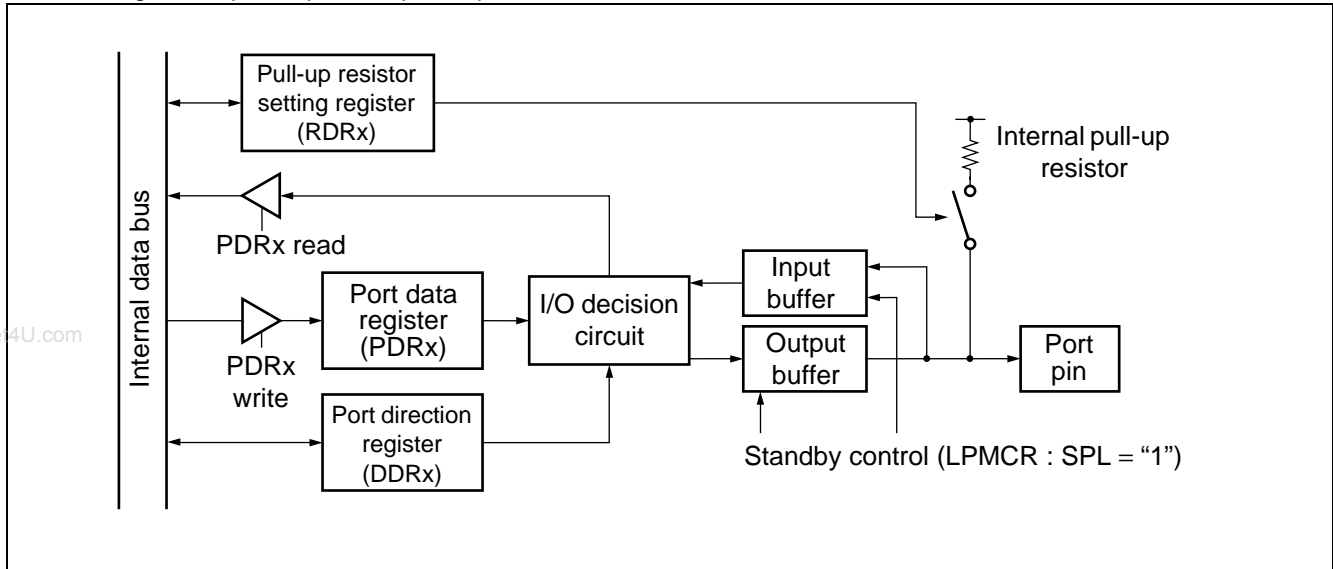 Pull-up resistor
setting register
(RDRx)
Internal pull-up
resistor
Internal data bus
PDRx read
Input
buffer
Port data
register
(PDRx)
I/O decision
circuit
Output
buffer
Port
pin
PDRx
write
Port direction
register
(DDRx)
Standby control (LPMCR : SPL = “1”)